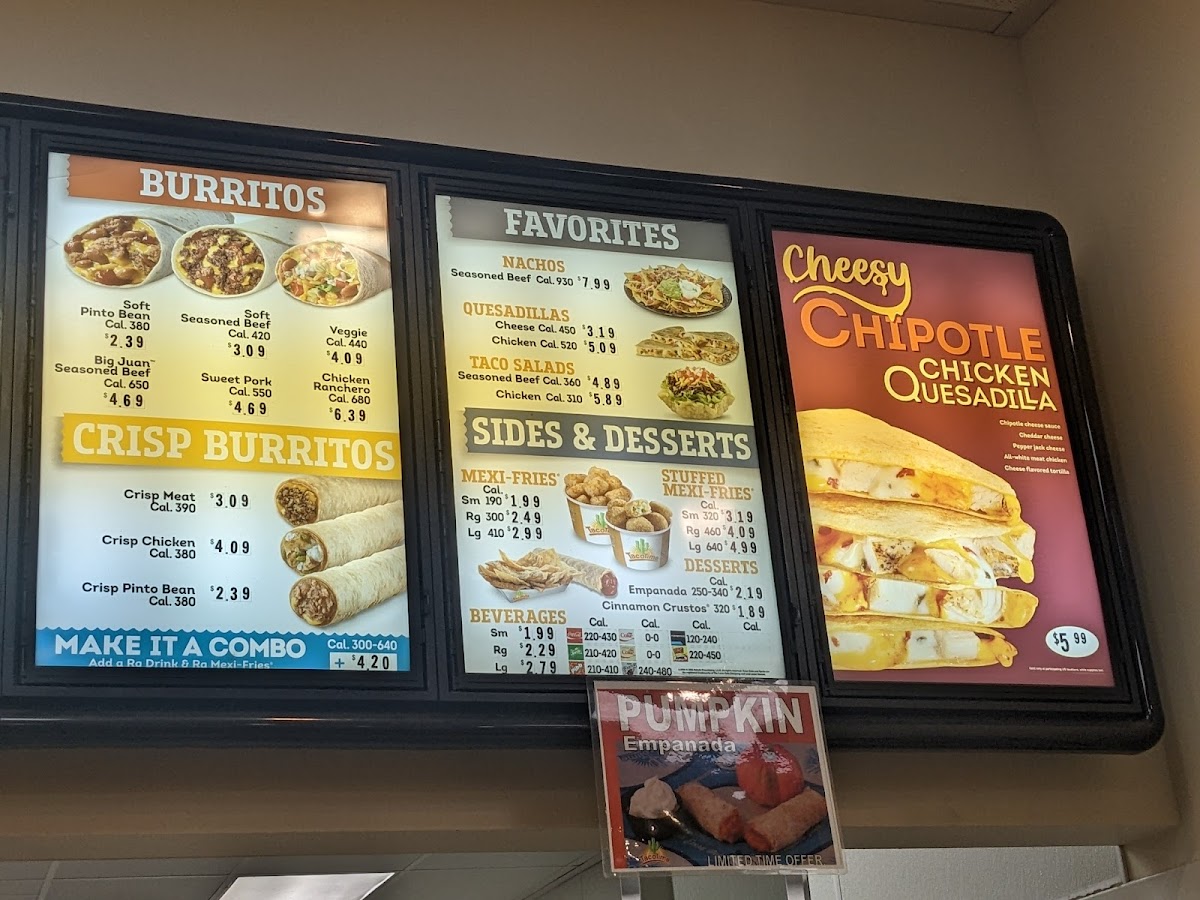 BURRITOS
Soft
Pinto Bean
Cal. 380
$2.39
Soft
Seasoned Beef
Cal. 420
$3.09
Veggie
Cal. 440
$4.09
Big Juan™
Seasoned Beef
Cal. 650
$4.69
Sweet Pork
Cal. 550
$4.69
Chicken
Ranchero
Cal. 680
$6.39
CRISP BURRITOS
Crisp Meat $3.09
Cal. 390
Crisp Chicken $4.09
Cal. 380
Crisp Pinto Bean $2.39
Cal. 380
MAKE IT A COMBO Cal. 300-640
Add a Rg Drink & Rg Mexi-Fries® + $4.20
FAVORITES
NACHOS
Seasoned Beef Cal. 930 $7.99
QUESADILLAS
Cheese Cal. 450 $3.19
Chicken Cal. 520 $5.09
TACO SALADS
Seasoned Beef Cal. 360 $4.89
Chicken Cal. 310 $5.89
SIDES & DESSERTS
MEXI-FRIES®
Cal.
Sm 190 $1.99
Rg 300 $2.49
Lg 410 $2.99
STUFFED
MEXI-FRIES®
Cal.
Sm 320 $3.19
Rg 460 $4.09
Lg 640 $4.99
TacoTime
DESSERTS
Cal.
Empanada 250-340 $2.19
Cinnamon Crustos® 320 $1.89
BEVERAGES Cal. Cal. Cal.
Sm $1.99 220-430 0-0 120-240
Rg $2.29 210-420 0-0 220-450
Lg $2.79 210-410 240-480
Cheesy
CHIPOTLE
CHICKEN
QUESADILLA
Chipotle cheese sauce
Cheddar cheese
Pepper jack cheese
All-white meat chicken
Cheese flavored tortilla
$5.99
PUMPKIN
Empanada
TacoTime
LIMITED TIME OFFER